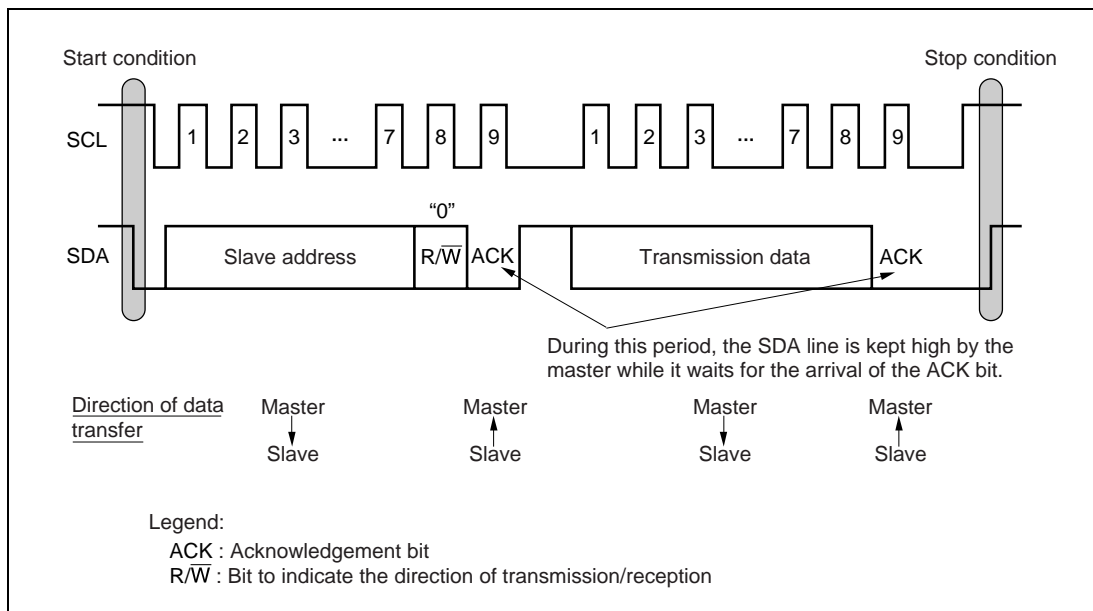 Start condition
Stop condition
SCL
1 2 3 ... 7 8 9 1 2 3 ... 7 8 9
“0”
SDA
Slave address R/W̅ ACK Transmission data ACK
During this period, the SDA line is kept high by the
master while it waits for the arrival of the ACK bit.
Direction of data
transfer
Master Master Master Master
Slave Slave Slave Slave
Legend:
ACK : Acknowledgement bit
R/W̅ : Bit to indicate the direction of transmission/reception